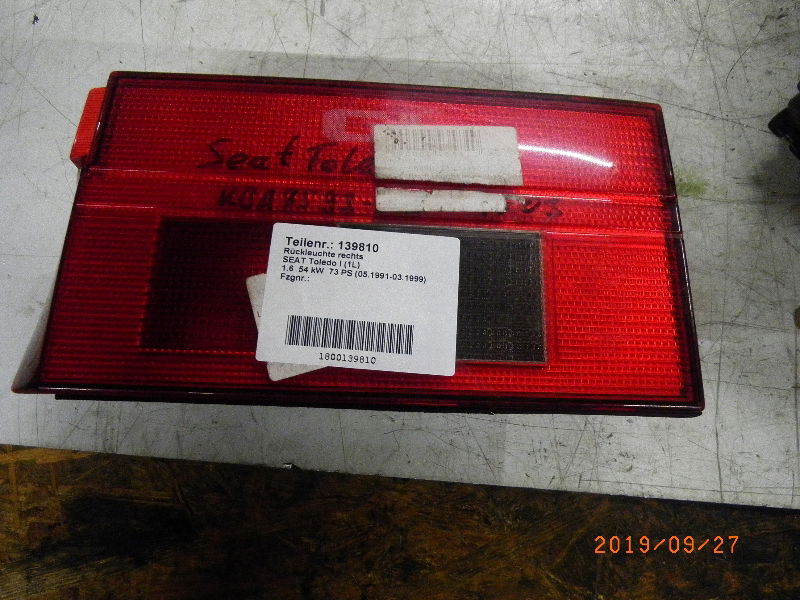 Seat Tole
Teilenr.: 139810
Rückleuchte rechts
SEAT Toledo I (1L)
1.6 54 kW 73 PS (05.1991-03.1999)
Fzgnr.:
1800139810
2019/09/27